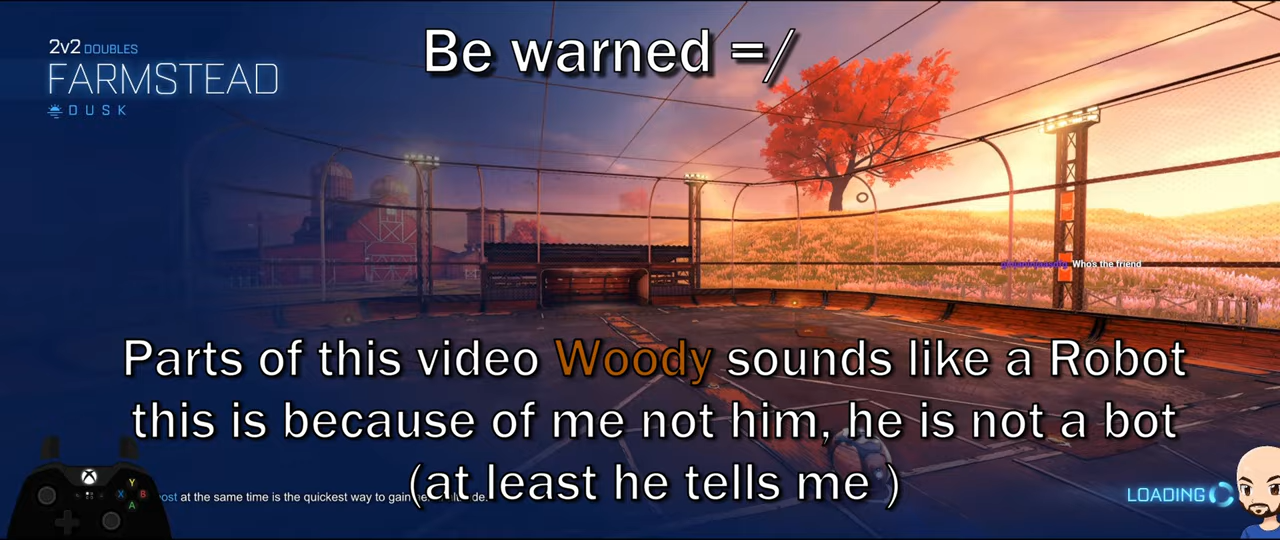 Be warned =/
2v2 DOUBLES
FARMSTEAD
DUSK
Who's the friend
Parts of this video Woody sounds like a Robot
this is because of me not him, he is not a bot
(at least he tells me )
at the same time is the quickest way to gain
LOADING
Y
X
B
A